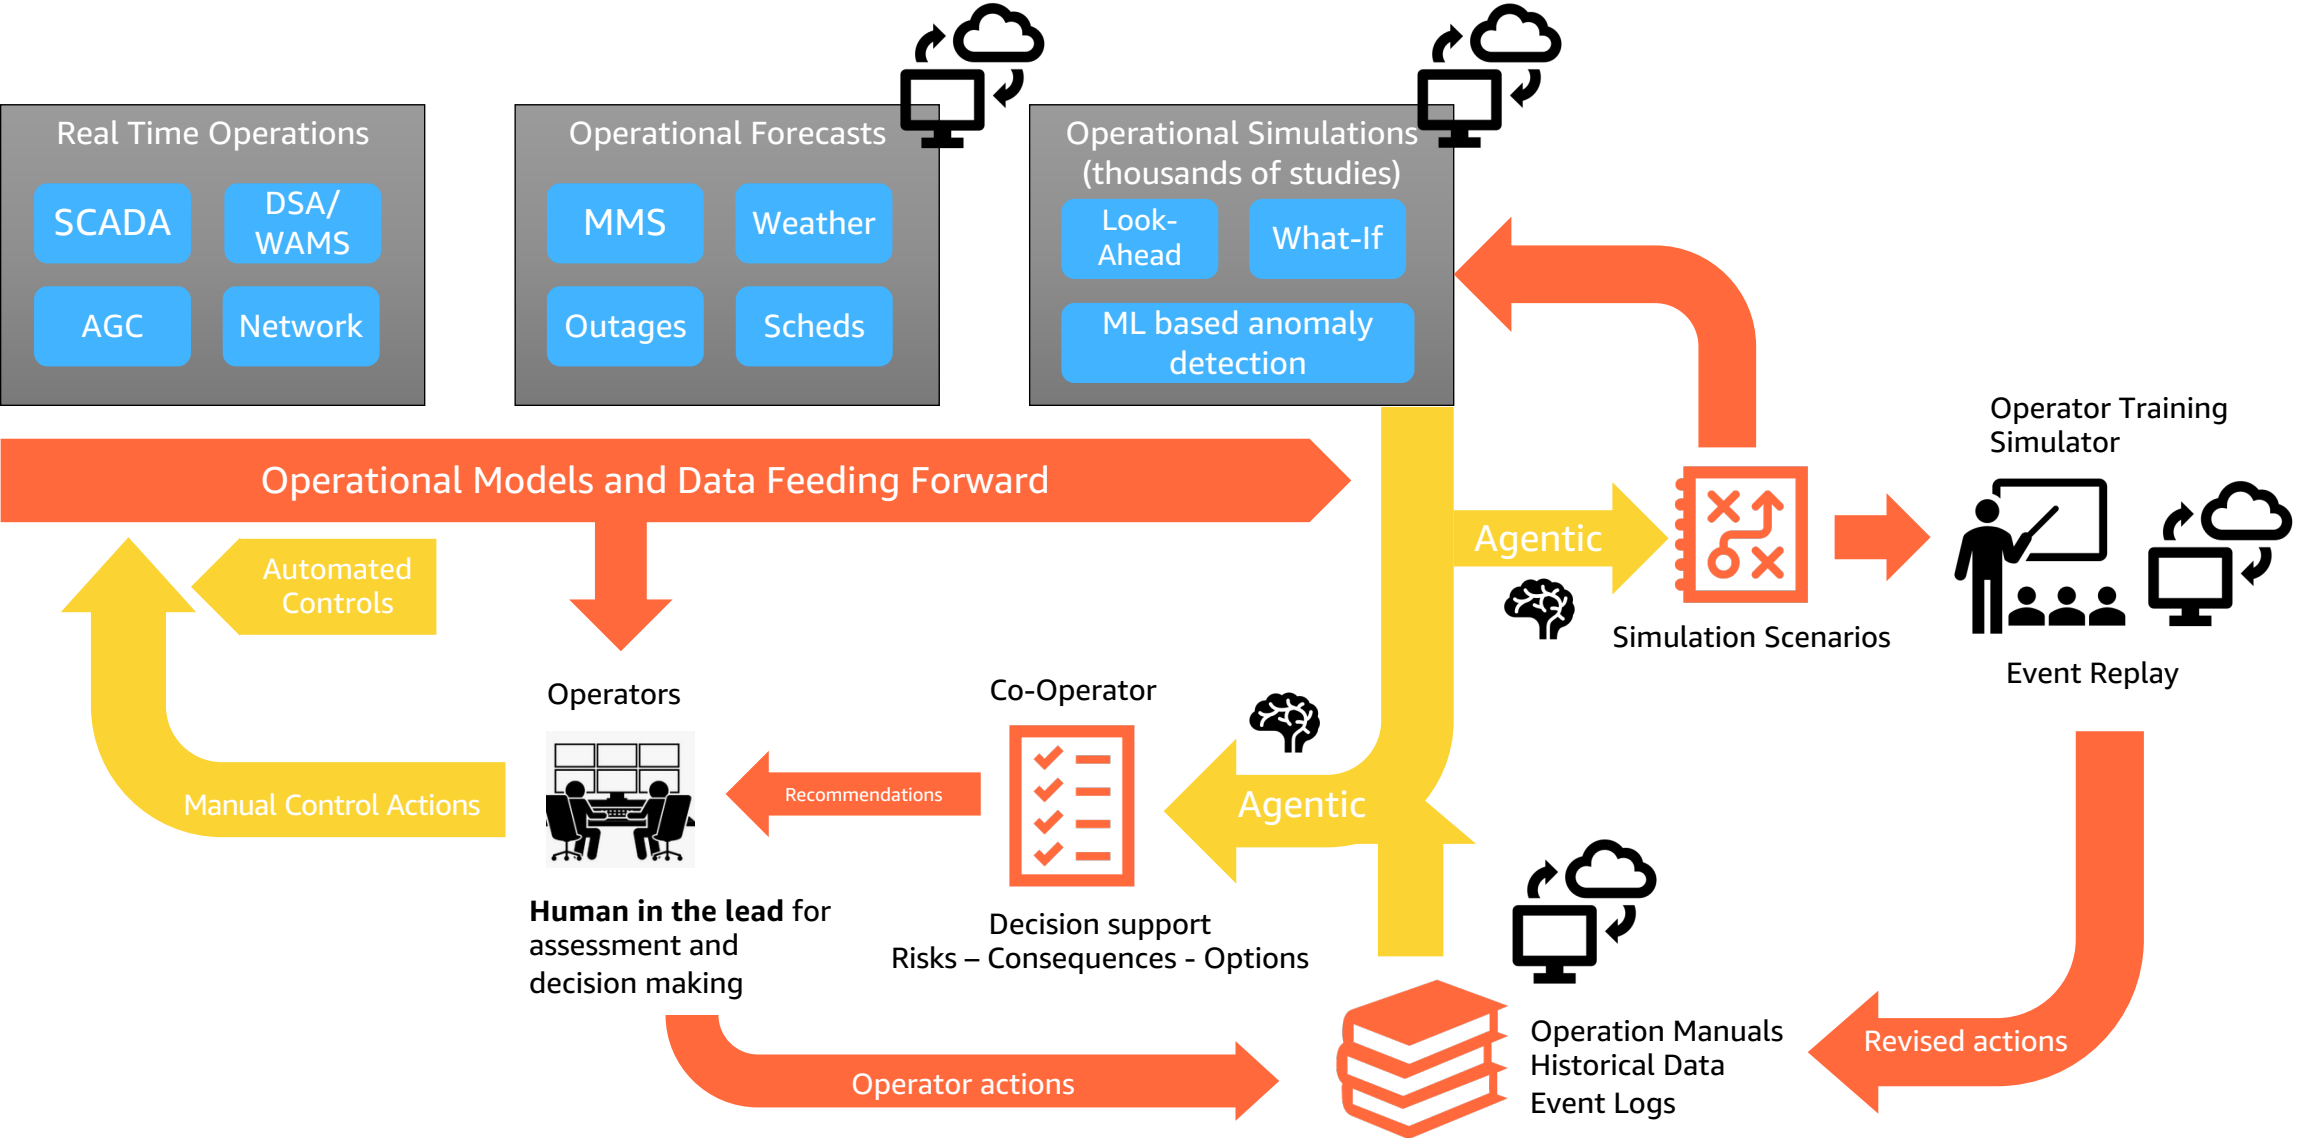 Real Time Operations
SCADA
DSA/
WAMS
AGC
Network
Operational Forecasts
MMS
Weather
Outages
Scheds
Operational Simulations
(thousands of studies)
Look-
Ahead
What-If
ML based anomaly
detection
Operational Models and Data Feeding Forward
Automated
Controls
Manual Control Actions
Operators
Human in the lead for
assessment and
decision making
Recommendations
Co-Operator
Decision support
Risks – Consequences - Options
Agentic
Agentic
Simulation Scenarios
Operator Training
Simulator
Event Replay
Operator actions
Operation Manuals
Historical Data
Event Logs
Revised actions